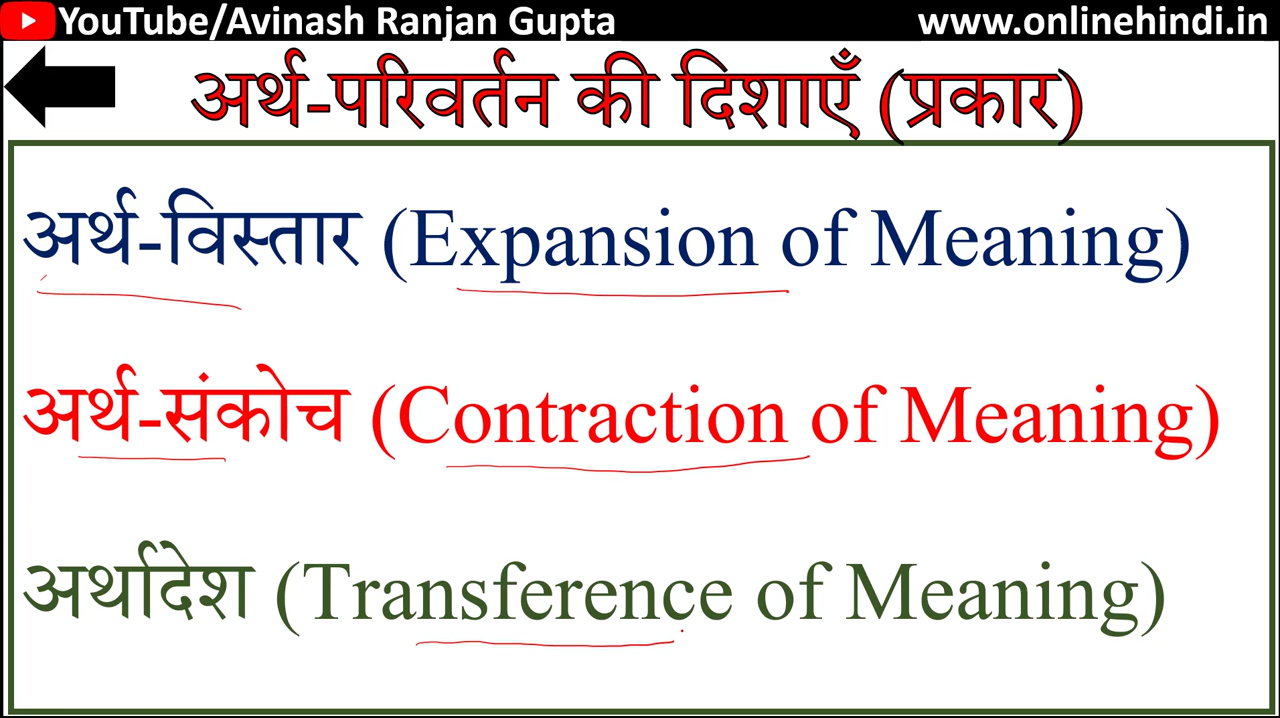 YouTube/Avinash Ranjan Gupta
www.onlinehindi.in
अर्थ-परिवर्तन की दिशाएँ (प्रकार)
अर्थ-विस्तार (Expansion of Meaning)
अर्थ-संकोच (Contraction of Meaning)
अर्थादेश (Transference of Meaning)